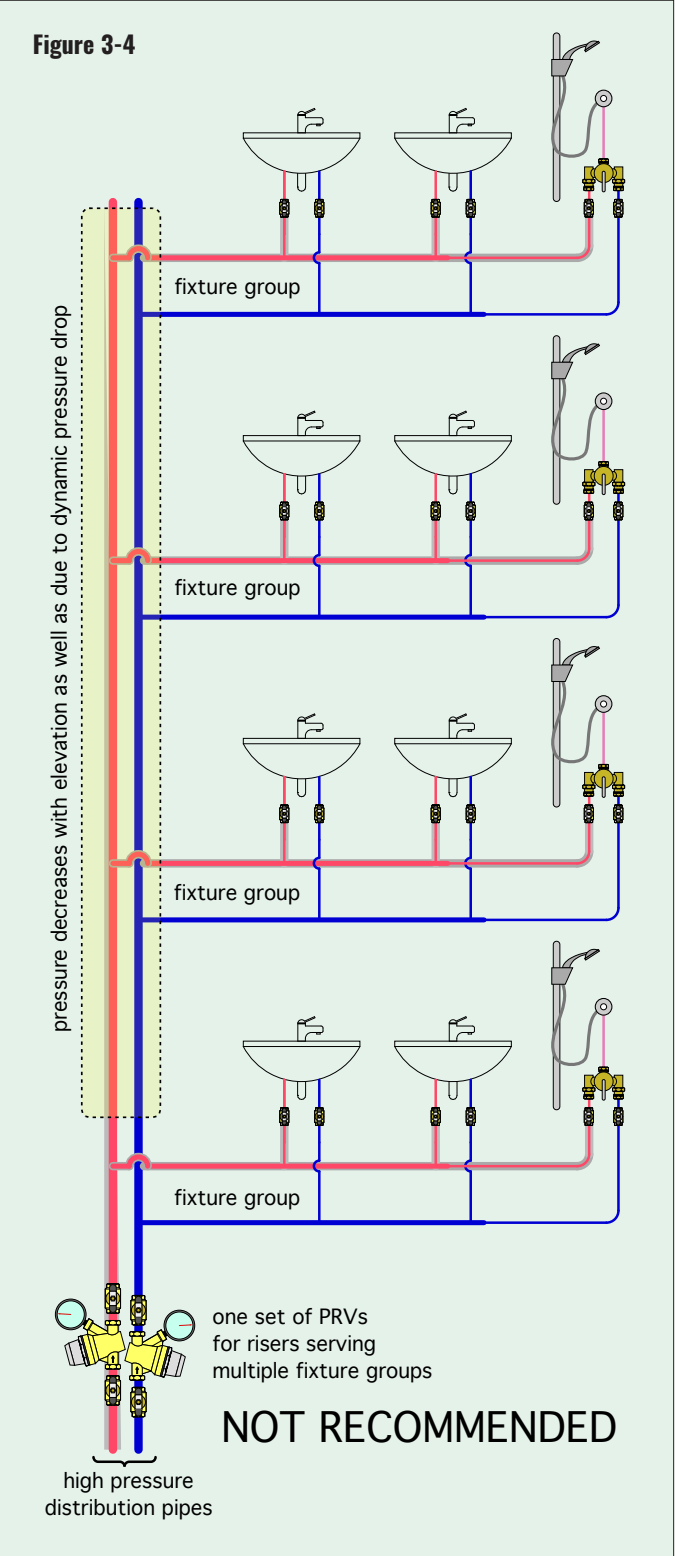 Figure 3-4
fixture group
pressure decreases with elevation as well as due to dynamic pressure drop
fixture group
fixture group
fixture group
one set of PRVs
for risers serving
multiple fixture groups
NOT RECOMMENDED
high pressure
distribution pipes